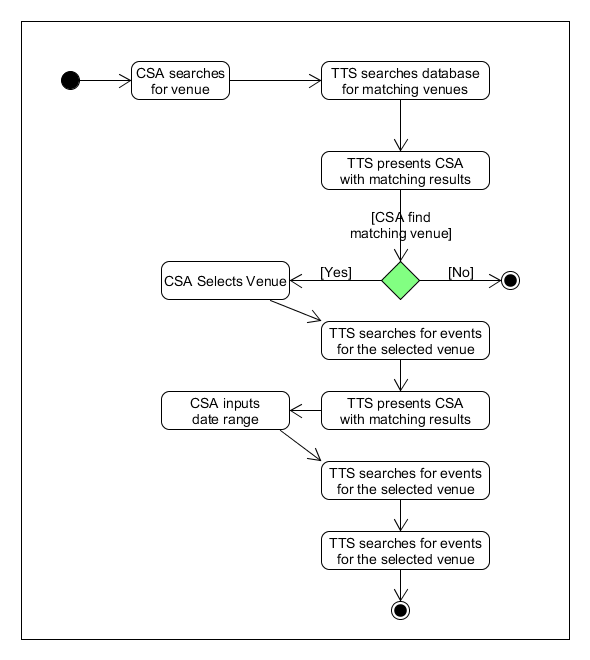 CSA searches
for venue
TTS searches database
for matching venues
TTS presents CSA
with matching results
[CSA find
matching venue]
[Yes]
[No]
CSA Selects Venue
TTS searches for events
for the selected venue
CSA inputs
date range
TTS presents CSA
with matching results
TTS searches for events
for the selected venue
TTS searches for events
for the selected venue